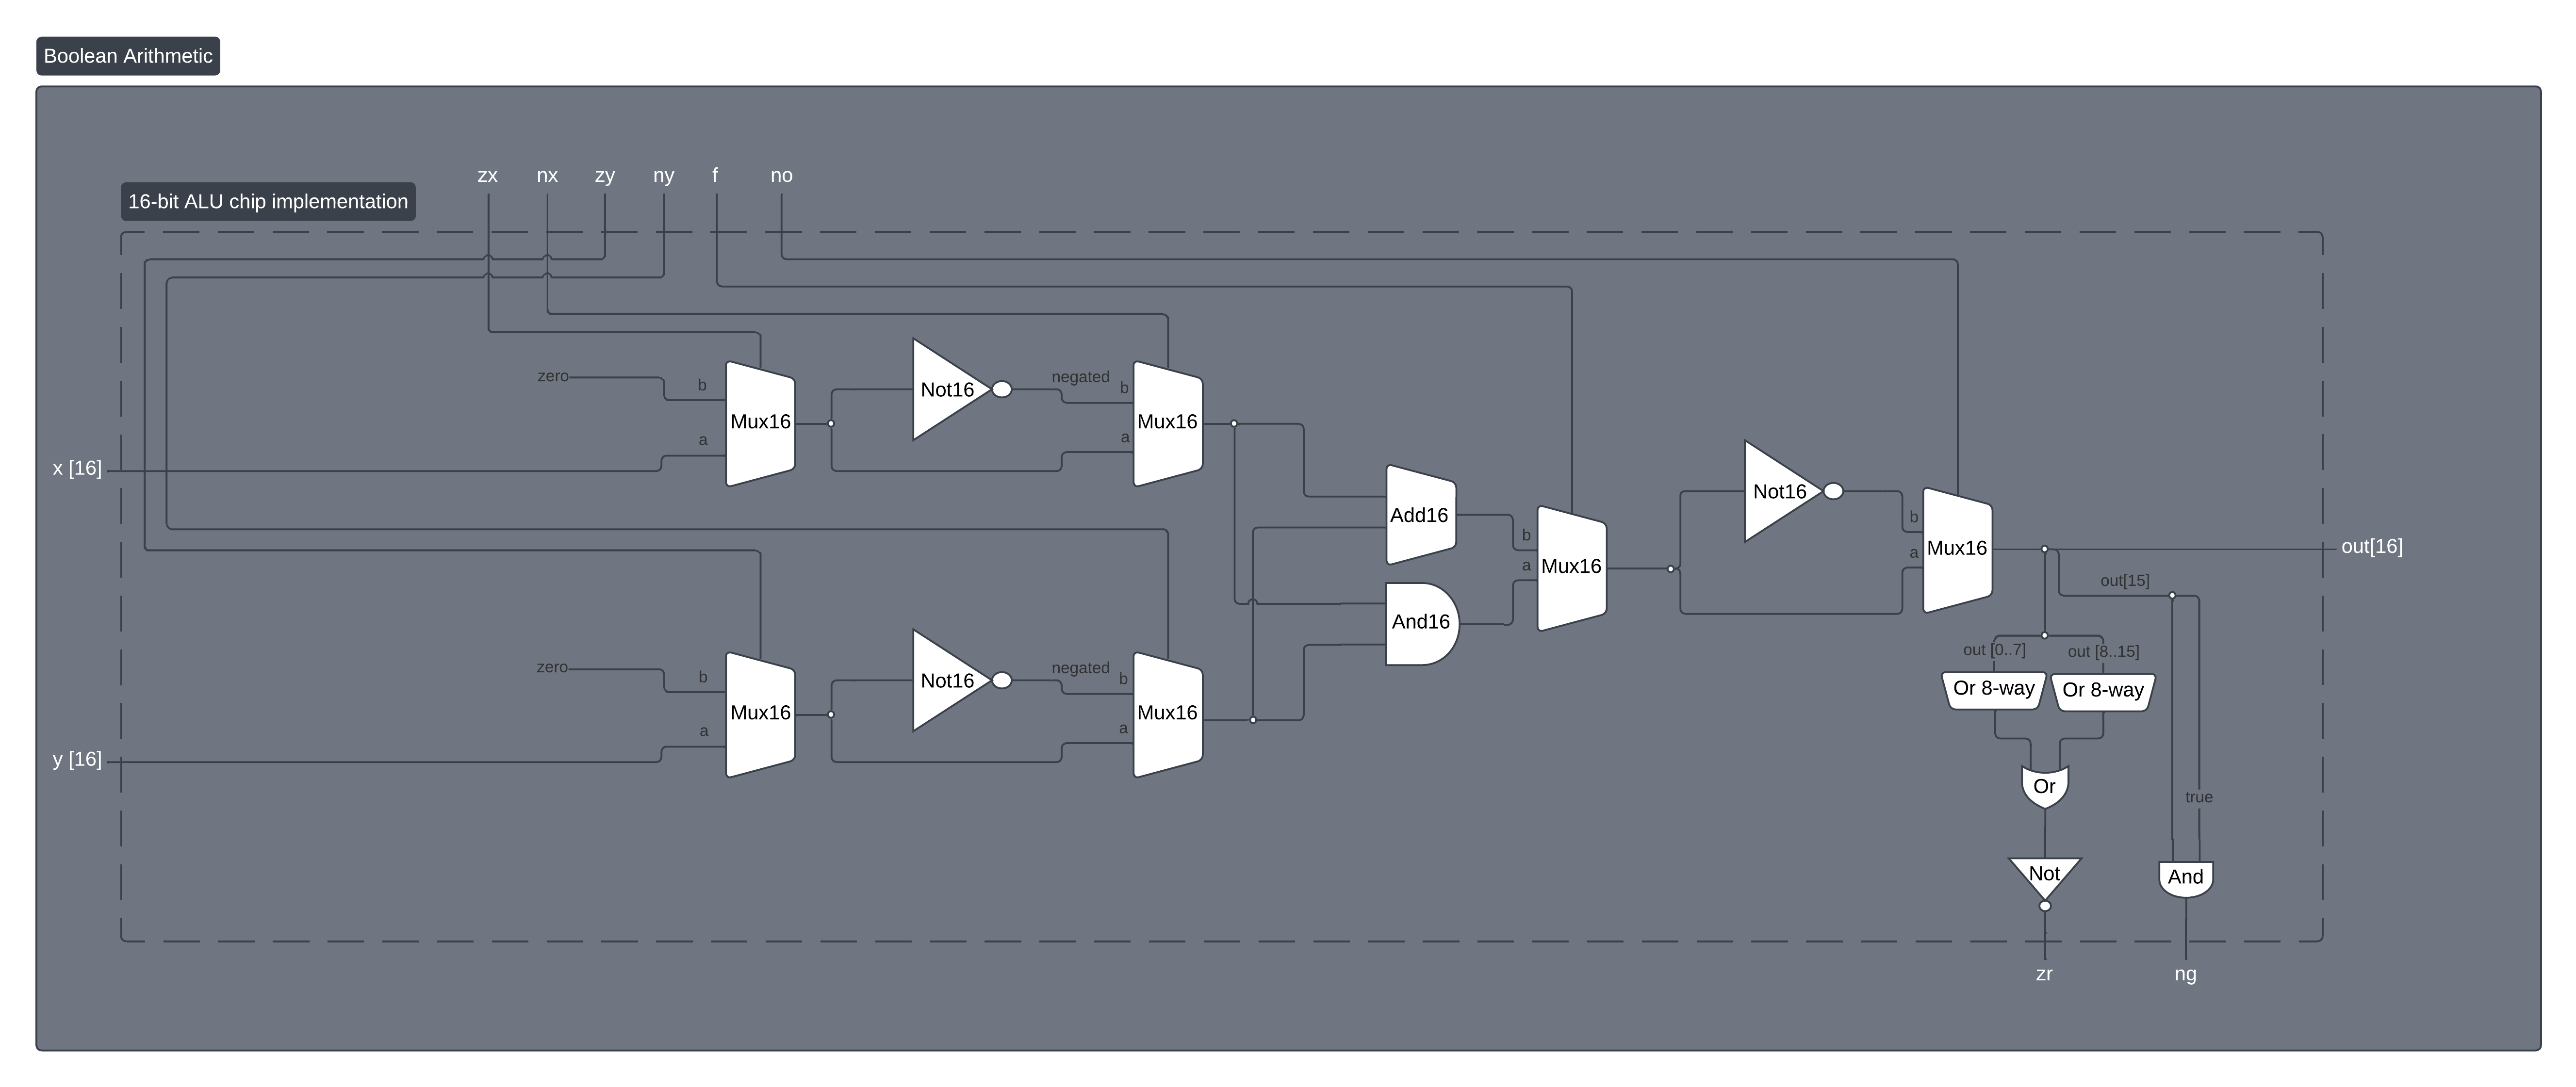 Boolean Arithmetic
zx nx zy ny f no
16-bit ALU chip implementation
zero
b
a
x [16]
Mux16
Not16
negated
b
a
Mux16
zero
b
a
y [16]
Mux16
Not16
negated
b
a
Mux16
Add16
And16
b
a
Mux16
Not16
b
a
Mux16
out[16]
out[15]
out [0..7]
out [8..15]
Or 8-way
Or 8-way
Or
true
Not
And
zr
ng